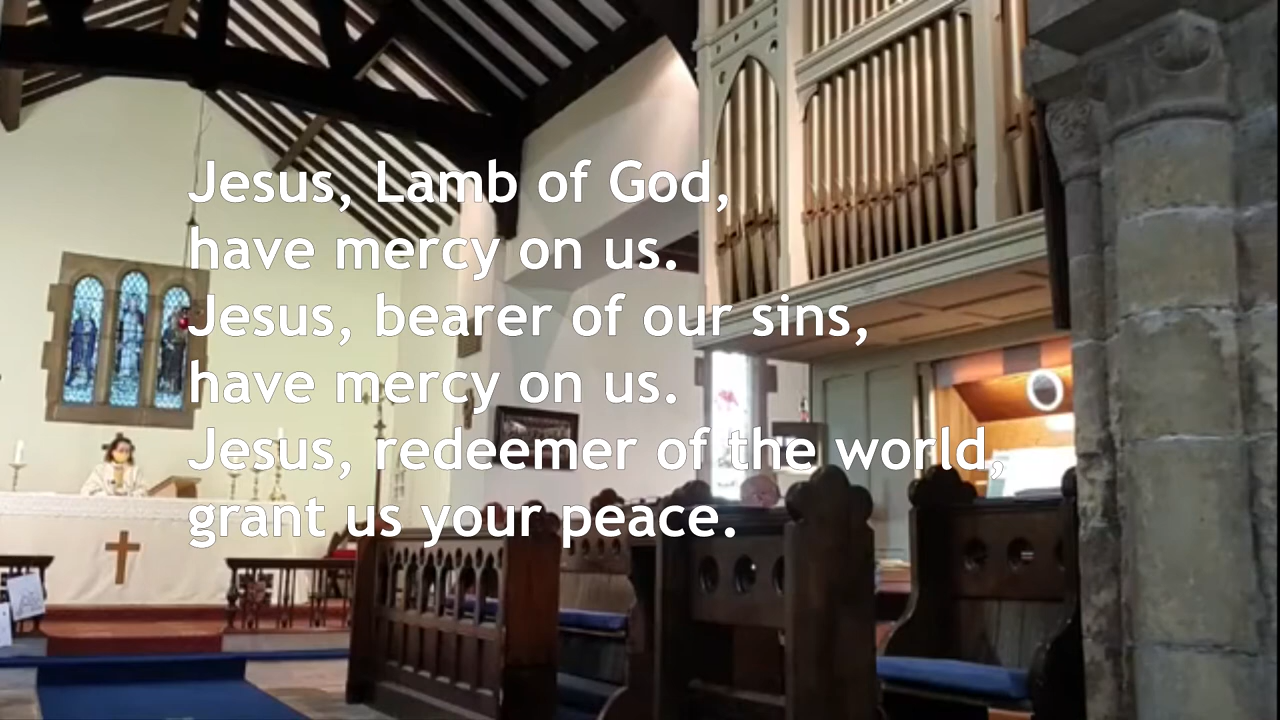 Jesus, Lamb of God,
have mercy on us.
Jesus, bearer of our sins,
have mercy on us.
Jesus, redeemer of the world,
grant us your peace.